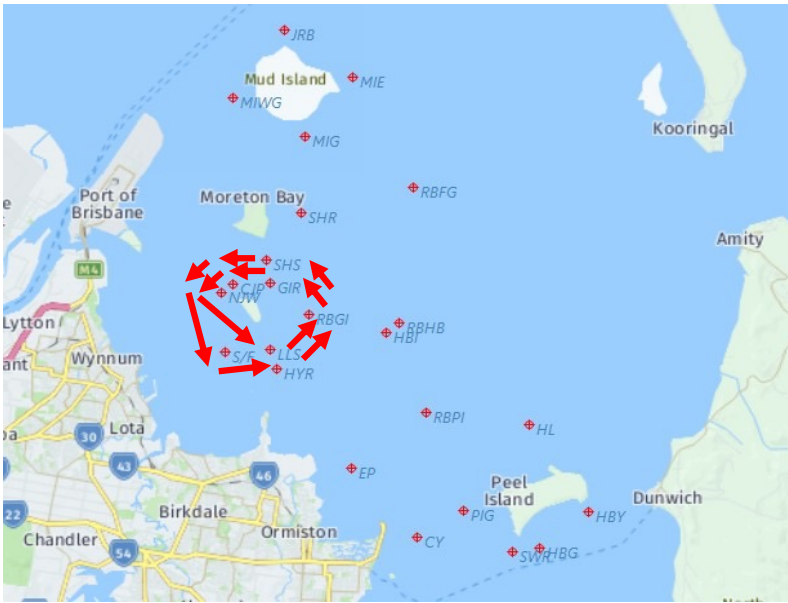 JRB
Mud Island
MIE
MIWG
Kooringal
MIG
Port of
Brisbane
Moreton Bay
RBFG
SHR
Amity
SHS
M4
CJP
GIR
NJW
RBGI
RBHB
HBI
Lytton
Wynnum
S/F
LLS
HYR
RBPI
HL
Lota
30
43
46
EP
Peel
Island
Dunwich
22
Birkdale
PIG
HBY
Chandler
54
Ormiston
CY
SWR
HBG